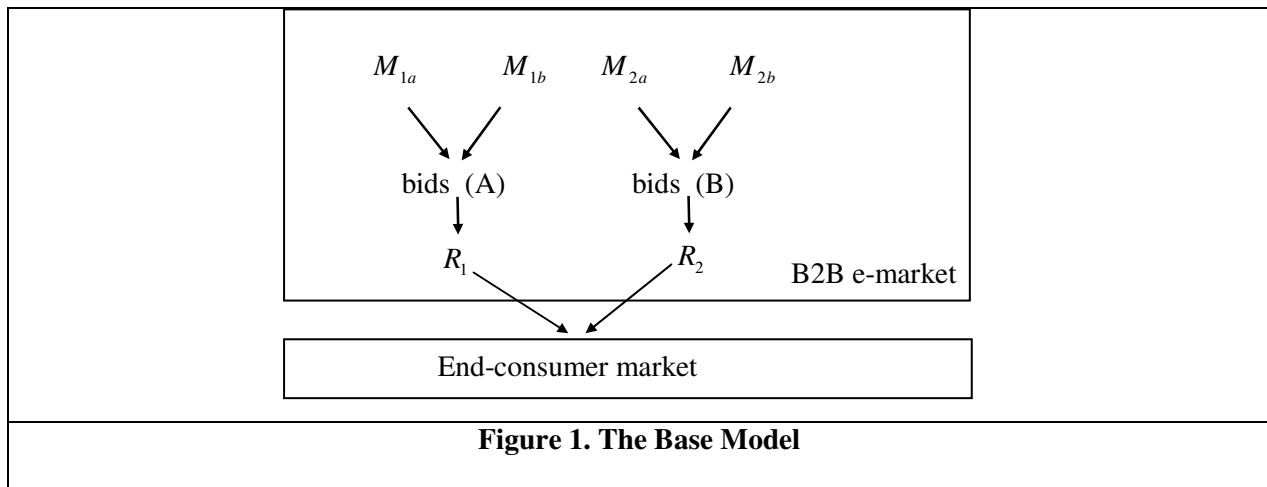 M1a M1b M2a M2b
bids (A) bids (B)
R1 R2
B2B e-market
End-consumer market
Figure 1. The Base Model